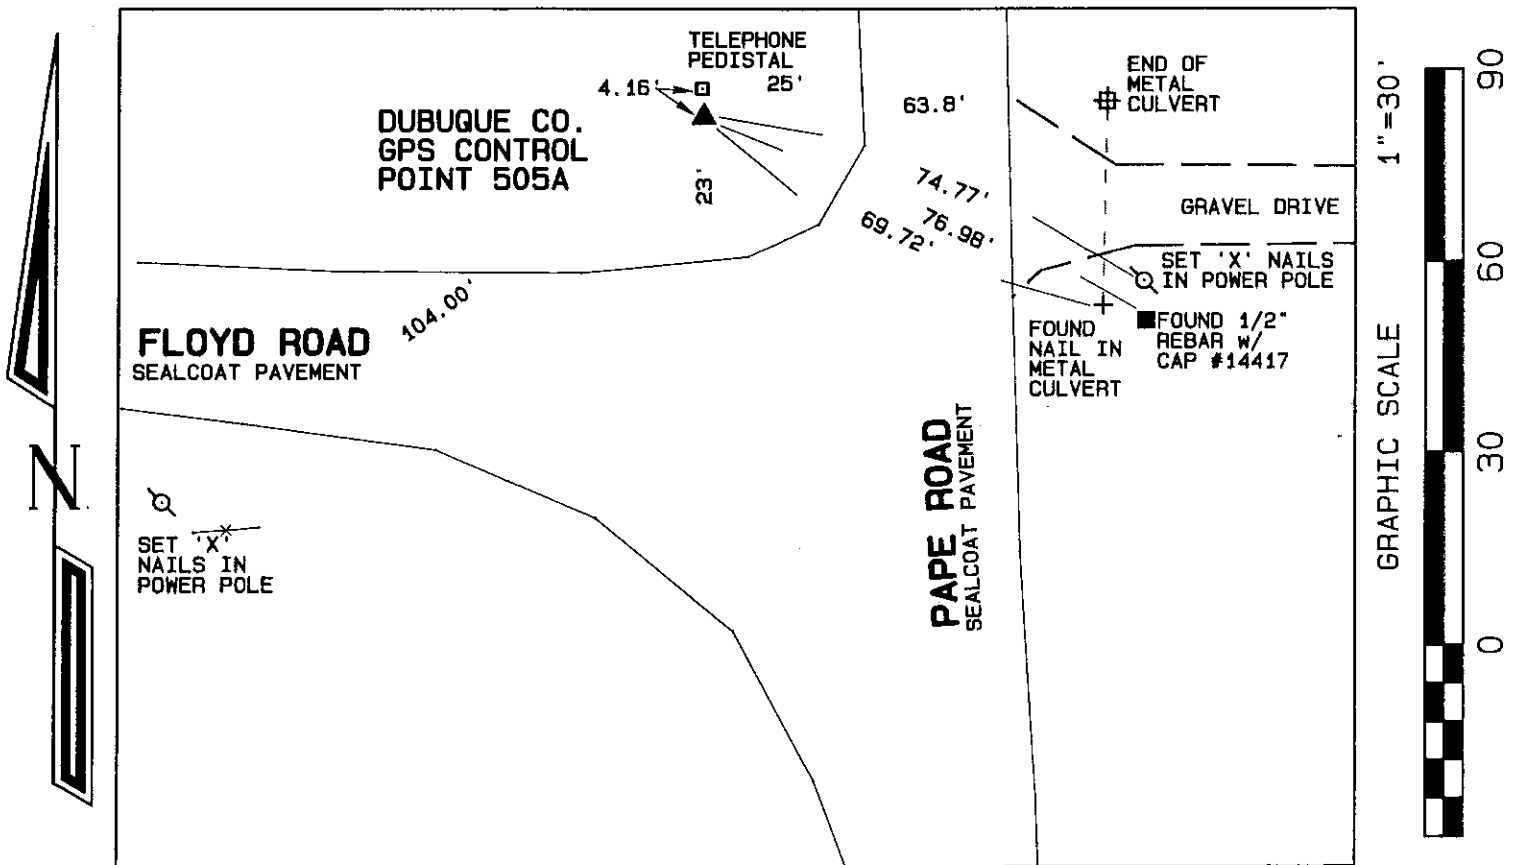 TELEPHONE
PEDISTAL
25'
4.16'
DUBUQUE CO.
GPS CONTROL
POINT 505A
23'
63.8'
END OF
METAL
CULVERT
74.77'
76.98'
69.72'
GRAVEL DRIVE
SET 'X' NAILS
IN POWER POLE
FOUND 1/2"
REBAR W/
CAP #14417
FOUND
NAIL IN
METAL
CULVERT
104.00'
FLOYD ROAD
SEALCOAT PAVEMENT
PAPE ROAD
SEALCOAT PAVEMENT
N
SET 'X'
NAILS IN
POWER POLE
1"=30'
GRAPHIC SCALE
90
60
30
0